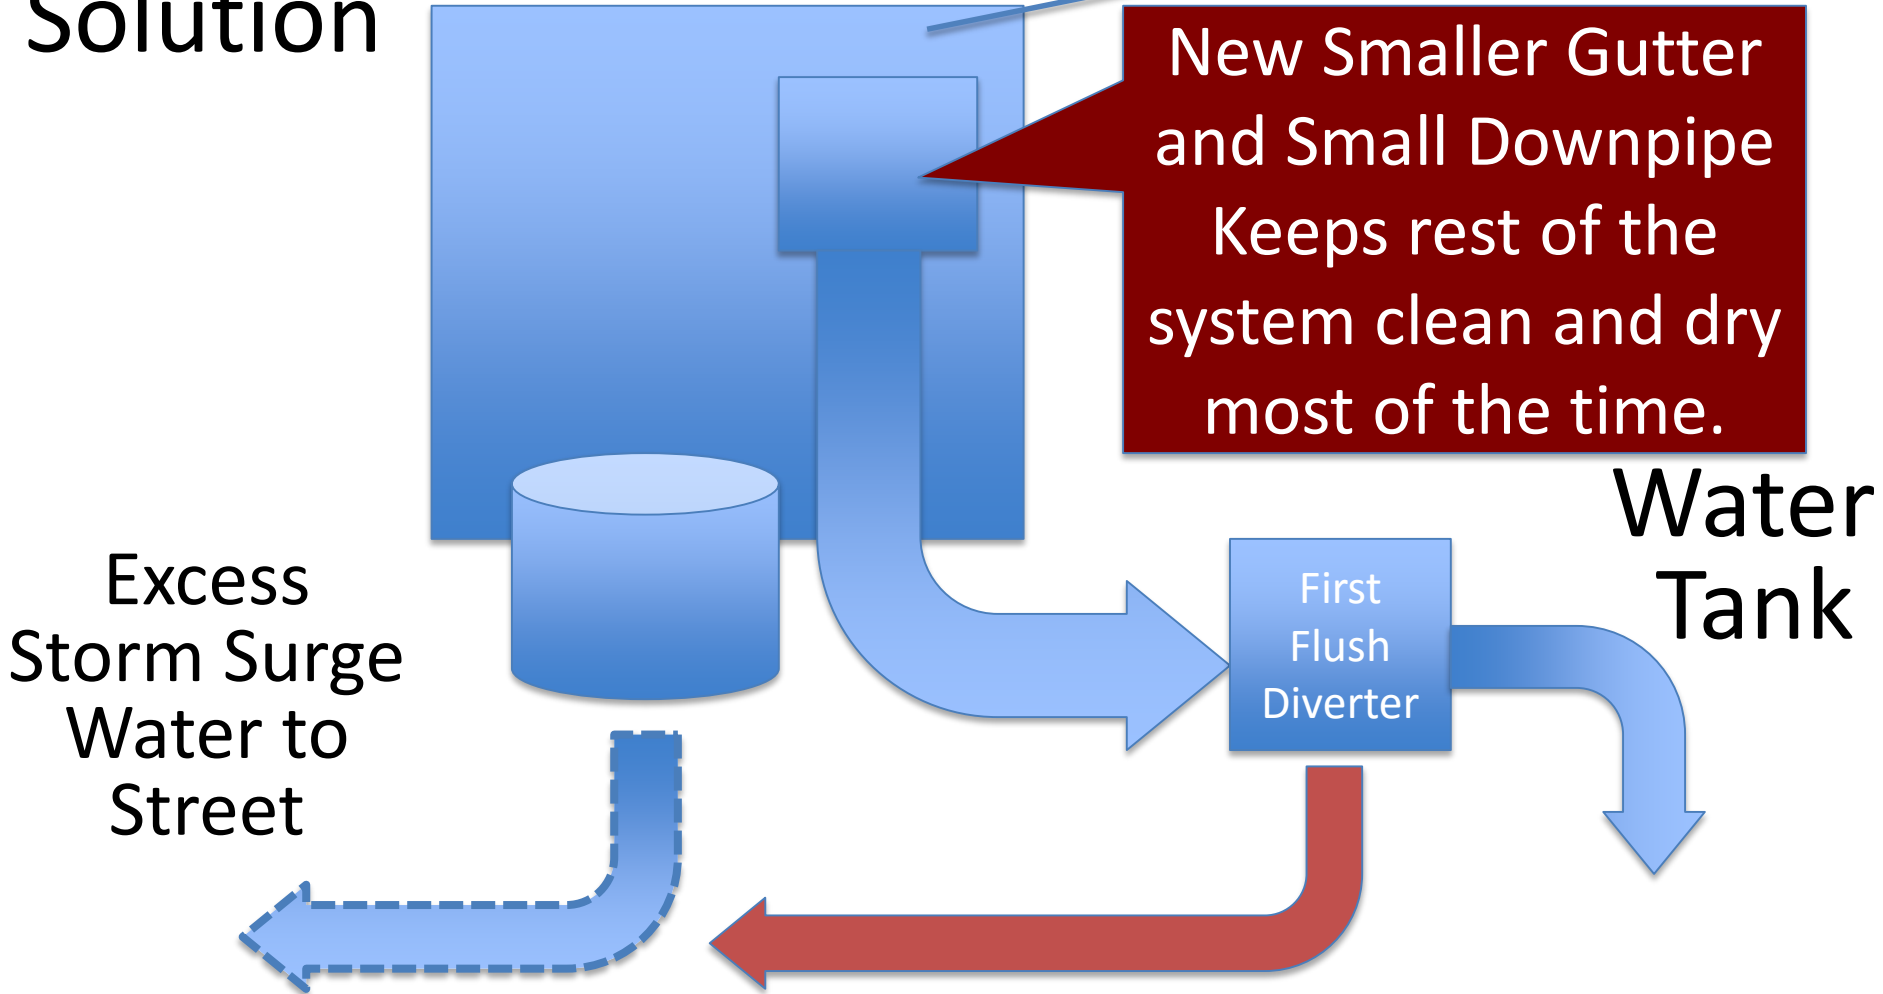 Solution
New Smaller Gutter
and Small Downpipe
Keeps rest of the
system clean and dry
most of the time.
Water
Tank
Excess
Storm Surge
Water to
Street
First
Flush
Diverter